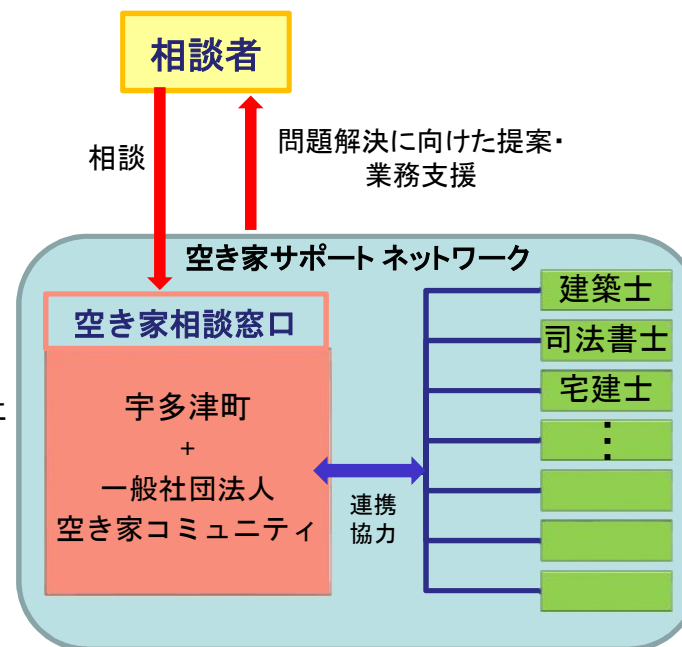 相談者
相談
問題解決に向けた提案・
業務支援
空き家サポート ネットワーク
空き家相談窓口
宇多津町
+
一般社団法人
空き家コミュニティ
連携
協力
建築士
司法書士
宅建士
⋮